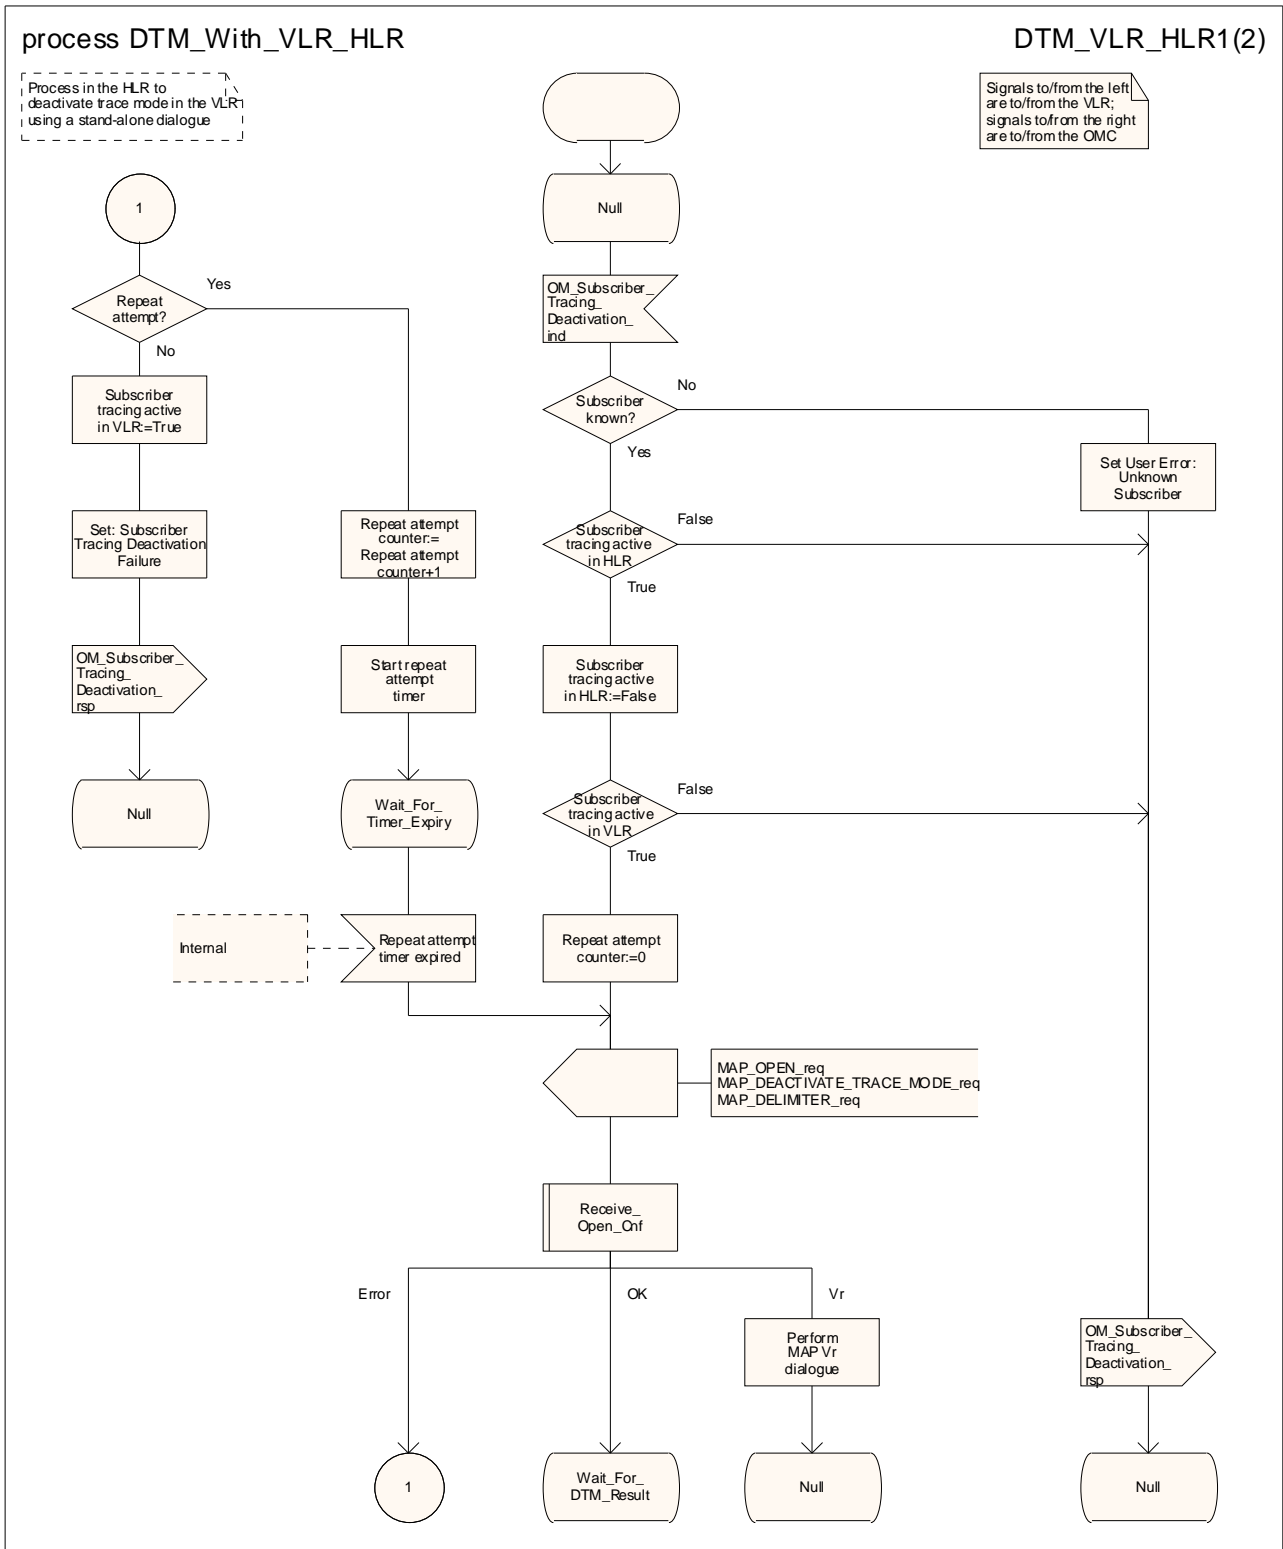 process DTM_With_VLR_HLR
DTM_VLR_HLR1(2)
Process in the HLR to
deactivate trace mode in the VLR
using a stand-alone dialogue
Signals to/from the left
are to/from the VLR;
signals to/from the right
are to/from the OMC
1
Null
Repeat
attempt?
Yes
No
OM_Subscriber_
Tracing_
Deactivation_
ind
Subscriber
tracing active
in VLR:=True
Subscriber
known?
No
Yes
Set User Error:
Unknown
Subscriber
Set: Subscriber
Tracing Deactivation
Failure
Repeat attempt
counter:=
Repeat attempt
counter+1
Subscriber
tracing active
in HLR
False
True
OM_Subscriber_
Tracing_
Deactivation_
rsp
Start repeat
attempt
timer
Subscriber
tracing active
in HLR:=False
Null
Wait_For_
Timer_Expiry
Subscriber
tracing active
in VLR
False
True
Internal
Repeat attempt
timer expired
Repeat attempt
counter:=0
MAP_OPEN_req
MAP_DEACTIVATE_TRACE_MODE_req
MAP_DELIMITER_req
Receive_
Open_Cnf
Error
OK
Vr
Perform
MAP Vr
dialogue
OM_Subscriber_
Tracing_
Deactivation_
rsp
1
Wait_For_
DTM_Result
Null
Null